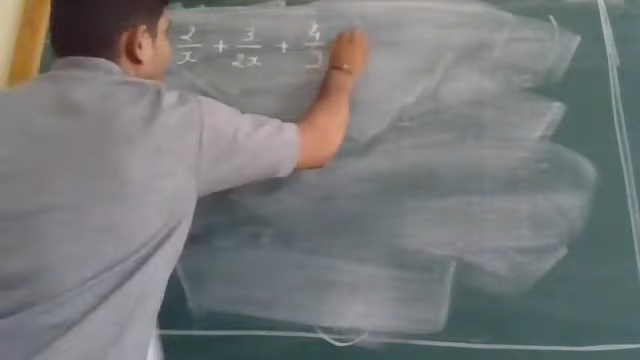 2/x + 3/2x + 4/